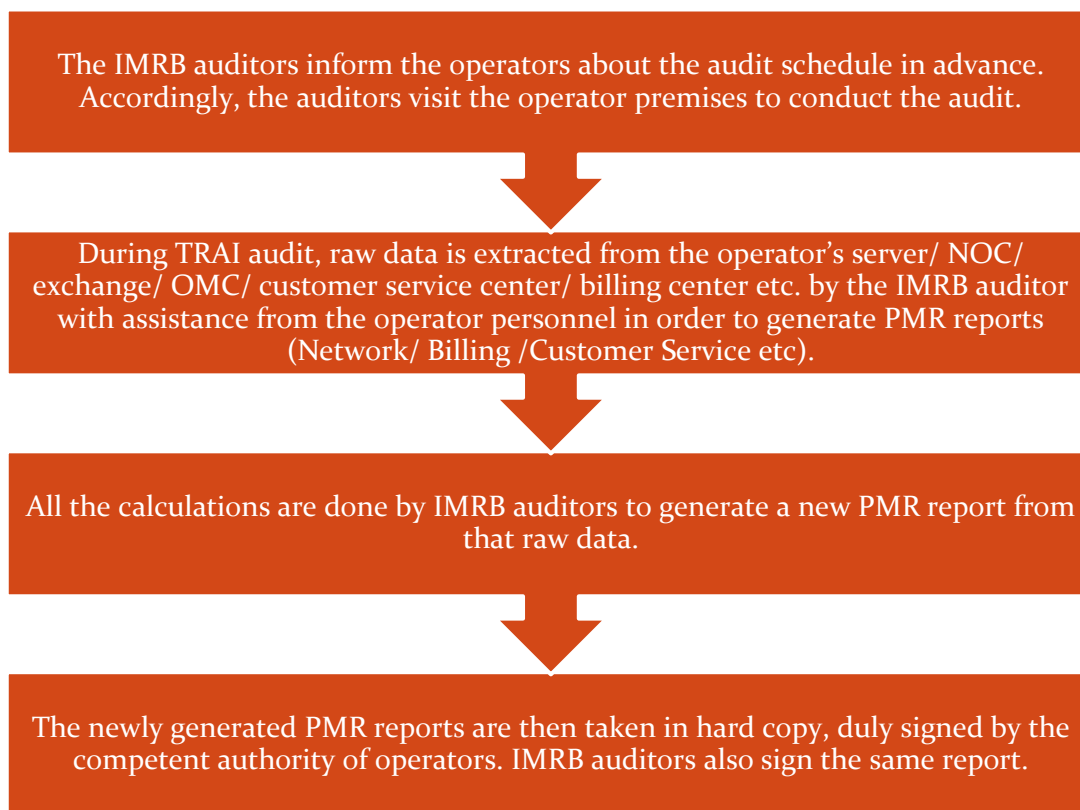 The IMRB auditors inform the operators about the audit schedule in advance.
Accordingly, the auditors visit the operator premises to conduct the audit.
During TRAI audit, raw data is extracted from the operator’s server/ NOC/
exchange/ OMC/ customer service center/ billing center etc. by the IMRB auditor
with assistance from the operator personnel in order to generate PMR reports
(Network/ Billing /Customer Service etc).
All the calculations are done by IMRB auditors to generate a new PMR report from
that raw data.
The newly generated PMR reports are then taken in hard copy, duly signed by the
competent authority of operators. IMRB auditors also sign the same report.